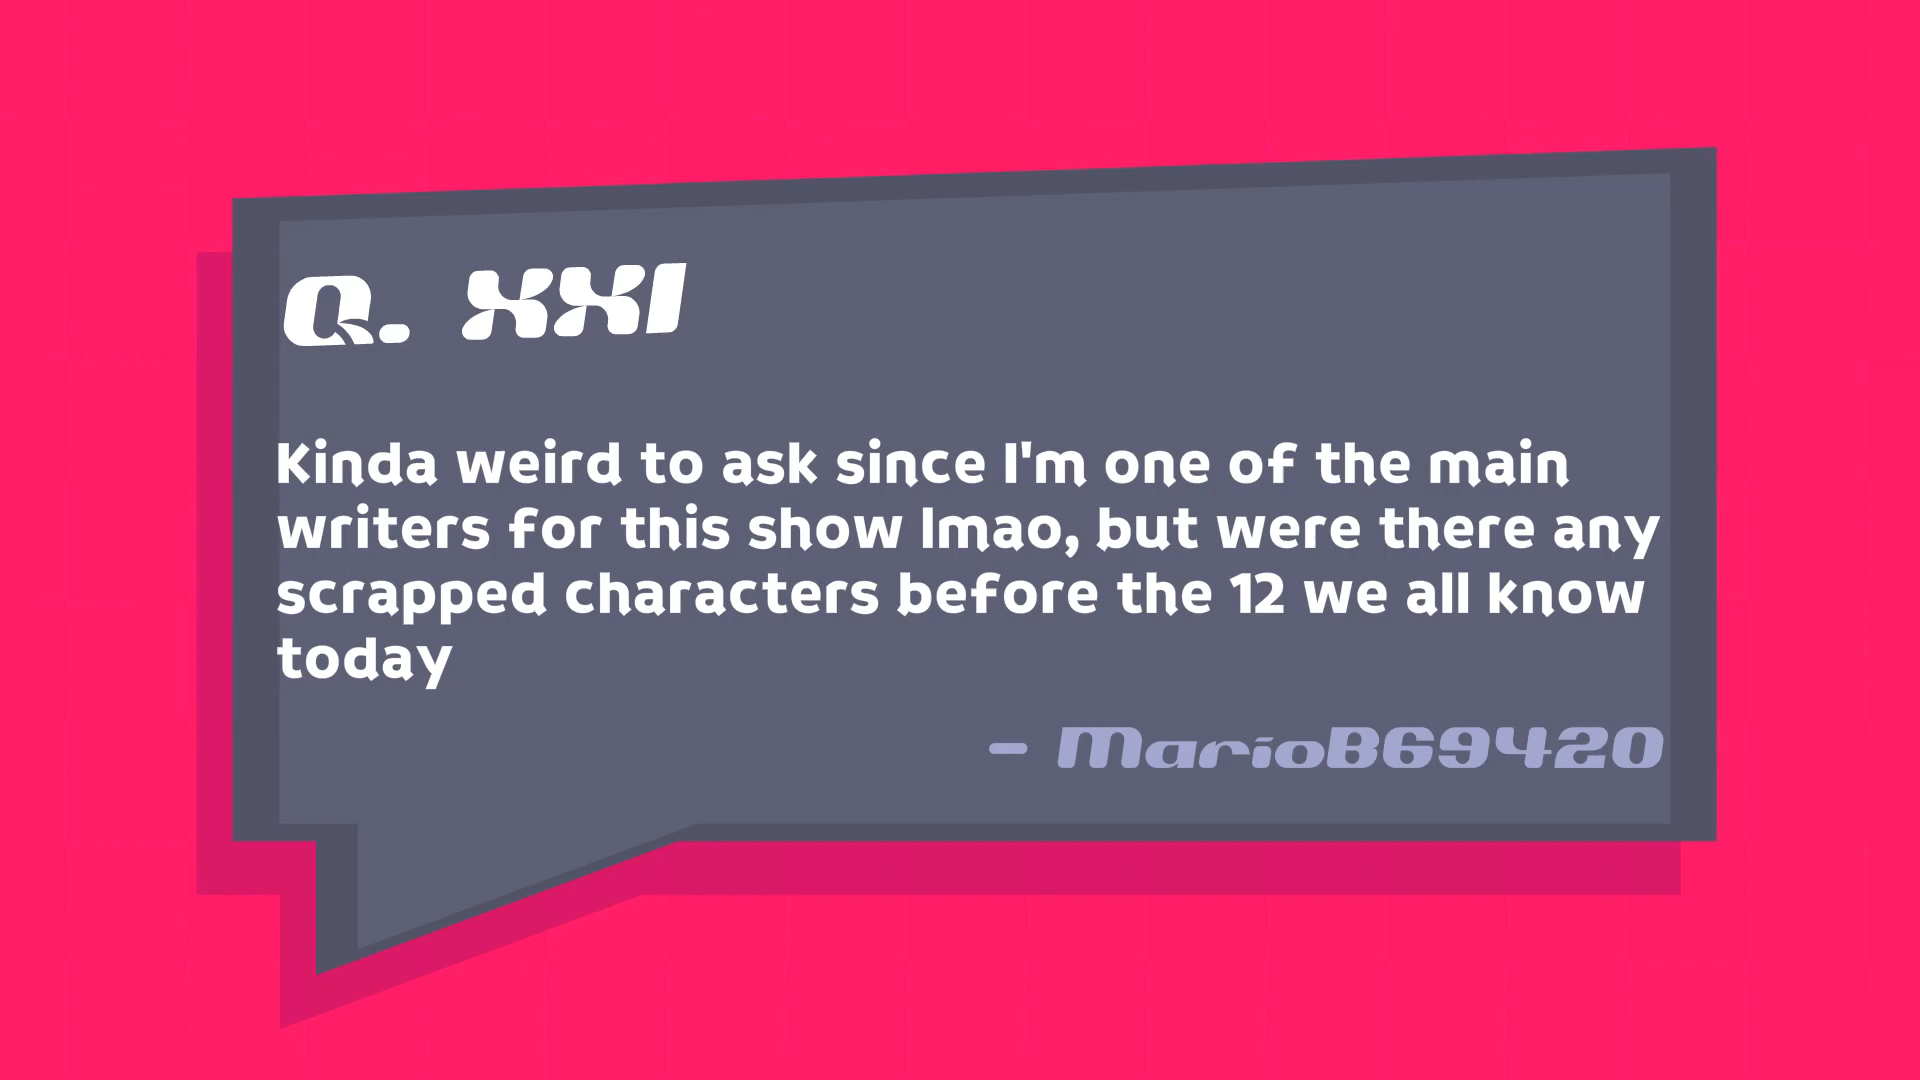 Q. XXI
Kinda weird to ask since I'm one of the main
writers for this show lmao, but were there any
scrapped characters before the 12 we all know
today
- MarioB69420